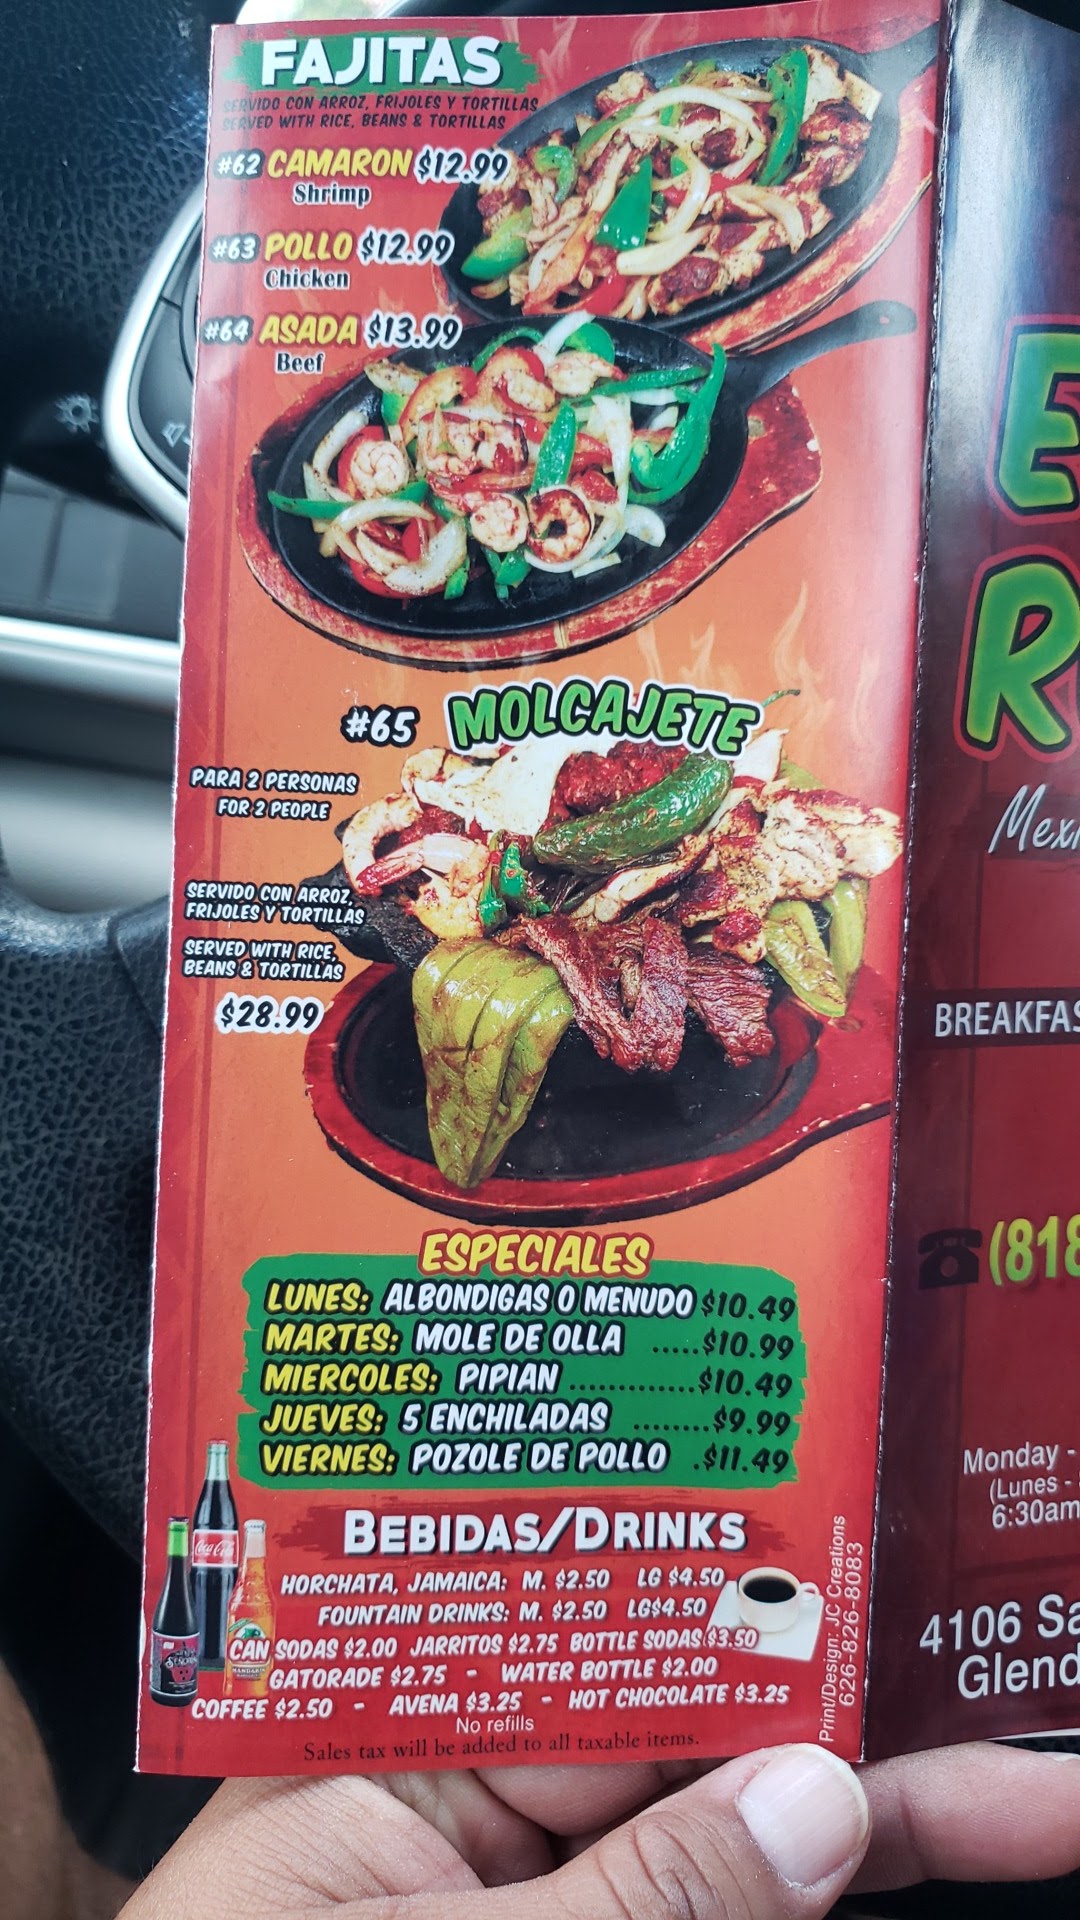 FAJITAS
SERVIDO CON ARROZ, FRIJOLES Y TORTILLAS
SERVED WITH RICE, BEANS & TORTILLAS
#62 CAMARON $12.99
Shrimp
#63 POLLO $12.99
Chicken
#64 ASADA $13.99
Beef
#65 MOLCAJETE
PARA 2 PERSONAS
FOR 2 PEOPLE
SERVIDO CON ARROZ,
FRIJOLES Y TORTILLAS
SERVED WITH RICE,
BEANS & TORTILLAS
$28.99
ESPECIALES
LUNES: ALBONDIGAS O MENUDO $10.49
MARTES: MOLE DE OLLA .....$10.99
MIERCOLES: PIPIAN .............$10.49
JUEVES: 5 ENCHILADAS ........$9.99
VIERNES: POZOLE DE POLLO .$11.49
BEBIDAS/DRINKS
HORCHATA, JAMAICA: M. $2.50 LG $4.50
FOUNTAIN DRINKS: M. $2.50 LG$4.50
CAN SODAS $2.00 JARRITOS $2.75 BOTTLE SODAS $3.50
GATORADE $2.75 - WATER BOTTLE $2.00
COFFEE $2.50 - AVENA $3.25 - HOT CHOCOLATE $3.25
No refills
Sales tax will be added to all taxable items.
Print/Design: JC Creations
626-826-8083
Coca-Cola
E
R
BREAKFAS
(818
Monday -
(Lunes -
6:30am
4106 Sa
Glend